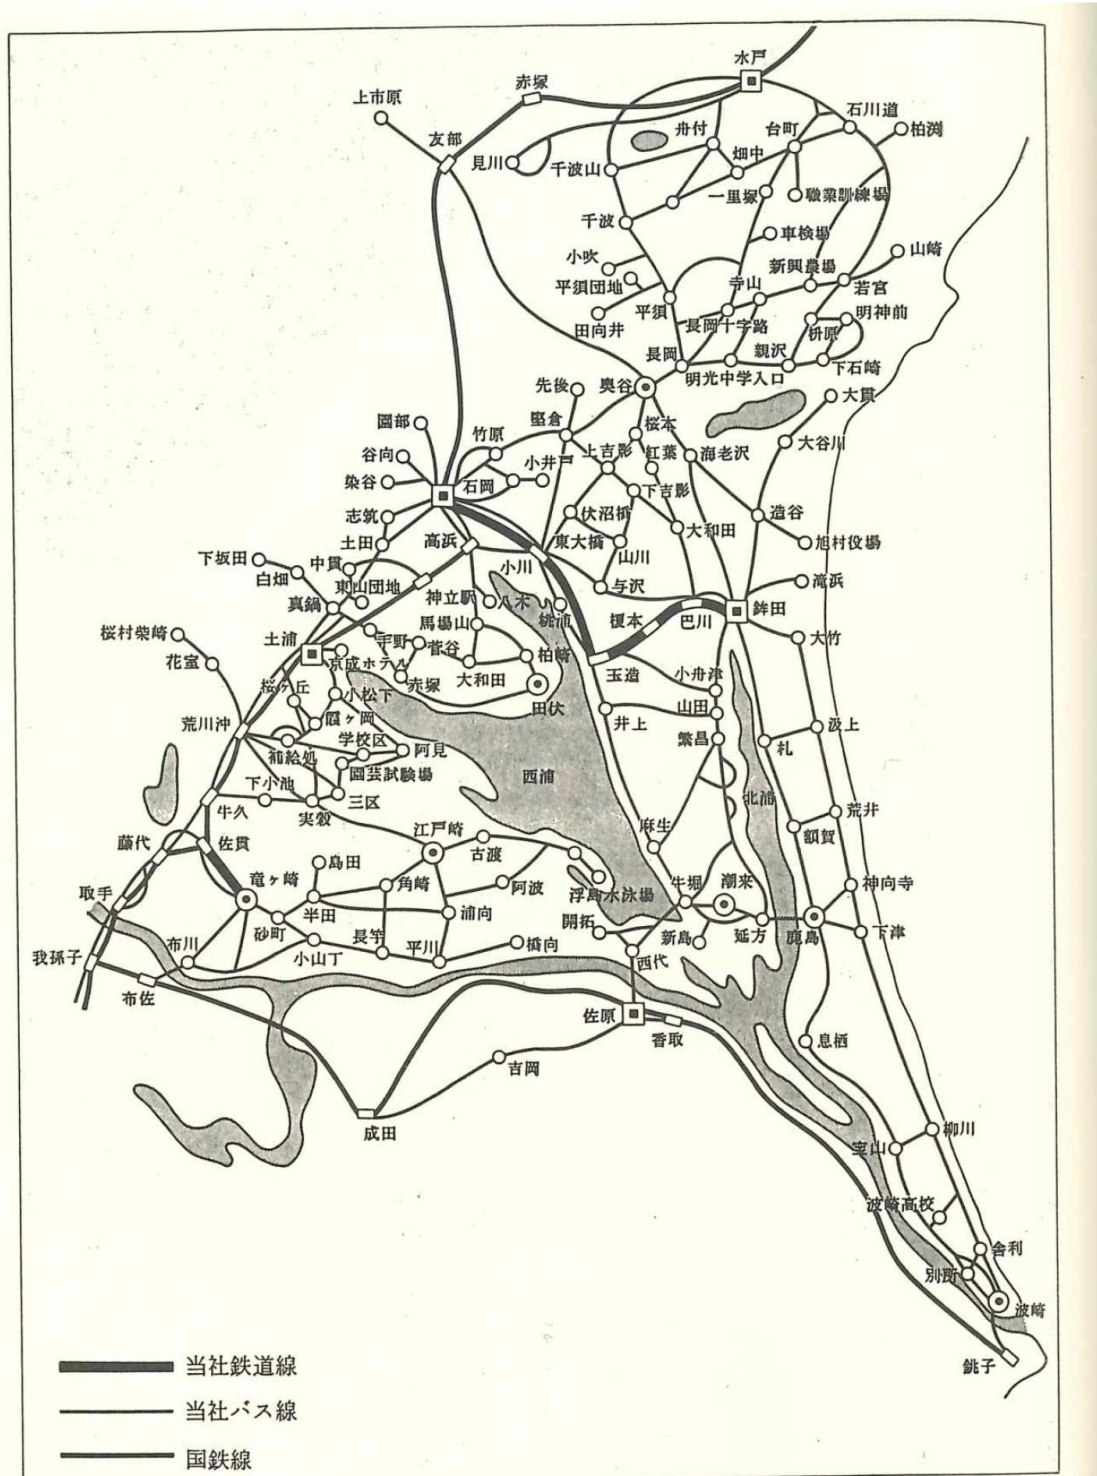 水戸
赤塚
上市原
友部
見川
舟付
台町
石川道
柏渕
畑中
千波山
一里塚
職業訓練場
千波
車検場
小吹
新興農場
山崎
平須団地
寺山
若宮
平須
田向井
長岡十字路
明神前
枡原
長岡
親沢
明光中学入口
下石崎
先後
奥谷
大貫
園部
竹原
堅倉
桜本
大谷川
谷向
小井戸
上吉影
紅葉
海老沢
染谷
石岡
下吉影
志筑
伏沼橋
大和田
造谷
土田
高浜
小川
東大橋
山川
旭村役場
下坂田
中貫
白畑
東山団地
神立駅
八木
与沢
滝浜
真鍋
桃浦
榎本
巴川
鉾田
桜村柴崎
土浦
手野
馬場山
菅谷
柏崎
大竹
花室
京成ホテル
赤塚
大和田
玉造
小舟津
桜ヶ丘
小松下
田伏
山田
荒川沖
霞ヶ岡
井上
汲上
学校区
阿見
繁昌
札
補給処
園芸試験場
西浦
北浦
下小池
三区
牛久
実穀
麻生
荒井
額賀
江戸崎
古渡
藤代
佐貫
島田
竜ヶ崎
角崎
阿波
浮島水泳場
牛堀
潮来
神向寺
取手
半田
浦向
開拓
新島
延方
鹿島
下津
砂町
布川
小山丁
長竿
平川
橋向
西代
我孫子
布佐
佐原
香取
息栖
吉岡
成田
柳川
宝山
波崎高校
舎利
別所
波崎
銚子
当社鉄道線
当社バス線
国鉄線